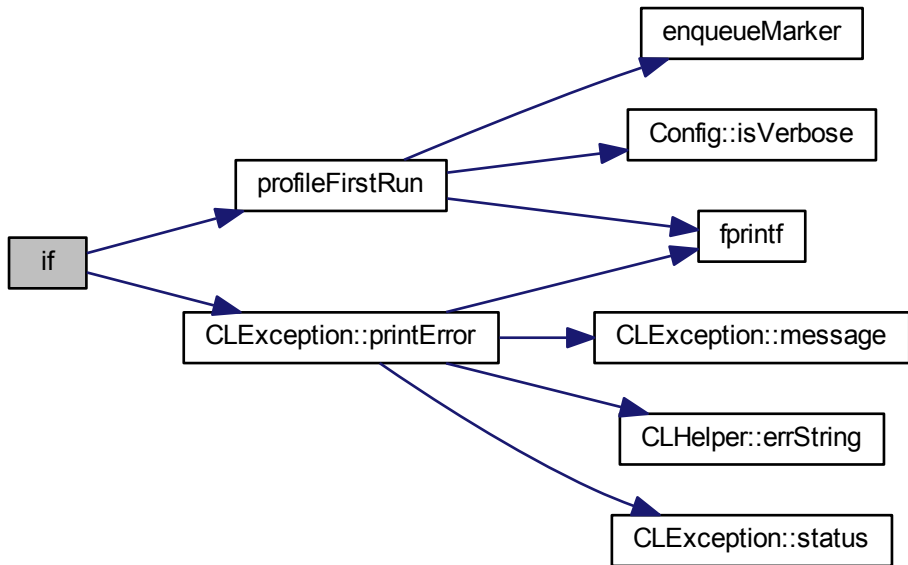 enqueueMarker
Config::isVerbose
profileFirstRun
fprintf
if
CLException::printError
CLException::message
CLHelper::errString
CLException::status